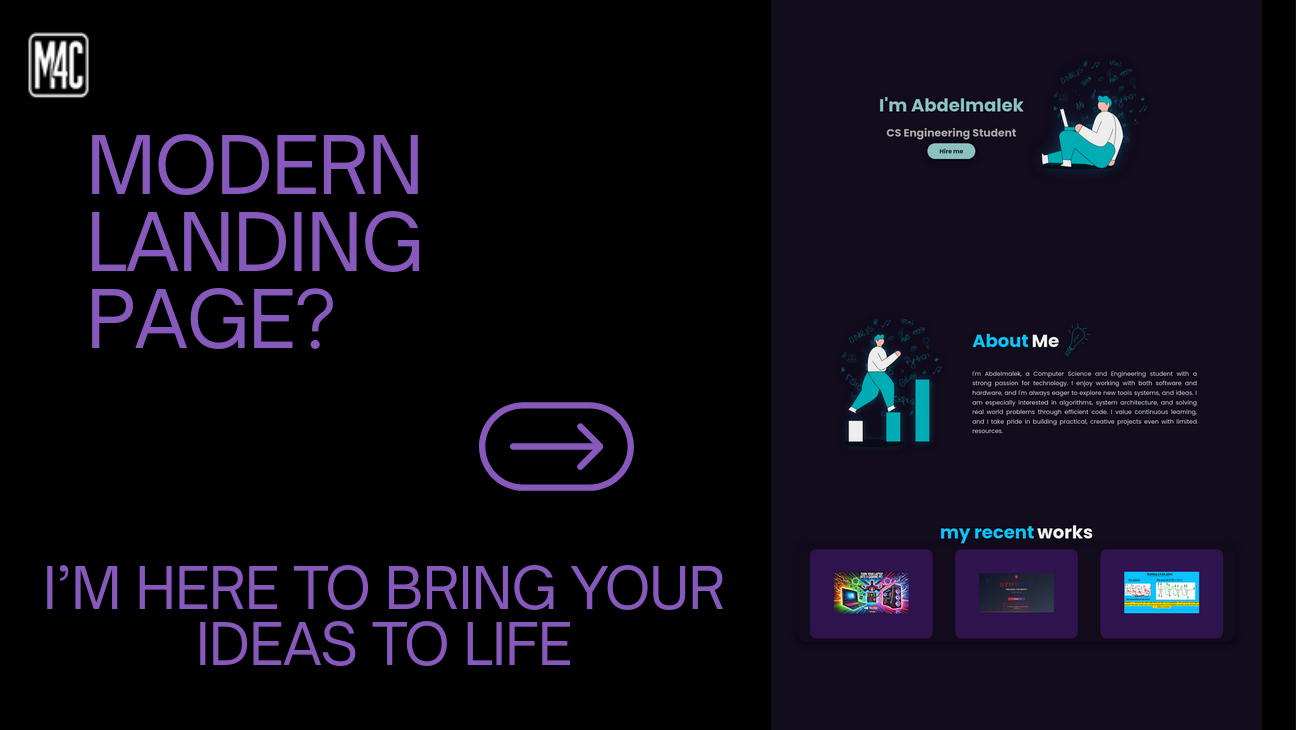 M4C
MODERN
LANDING
PAGE?
I'M HERE TO BRING YOUR
IDEAS TO LIFE
I'm Abdelmalek
CS Engineering Student
Hire me
About Me
I'm Abdelmalek, a Computer Science and Engineering student with a
strong passion for technology. I enjoy working with both software and
hardware, and I'm always eager to explore new tools systems, and ideas. I
am especially interested in algorithms, system architecture, and solving
real world problems through efficient code. I value continuous learning,
and I take pride in building practical, creative projects even with limited
resources.
my recent works